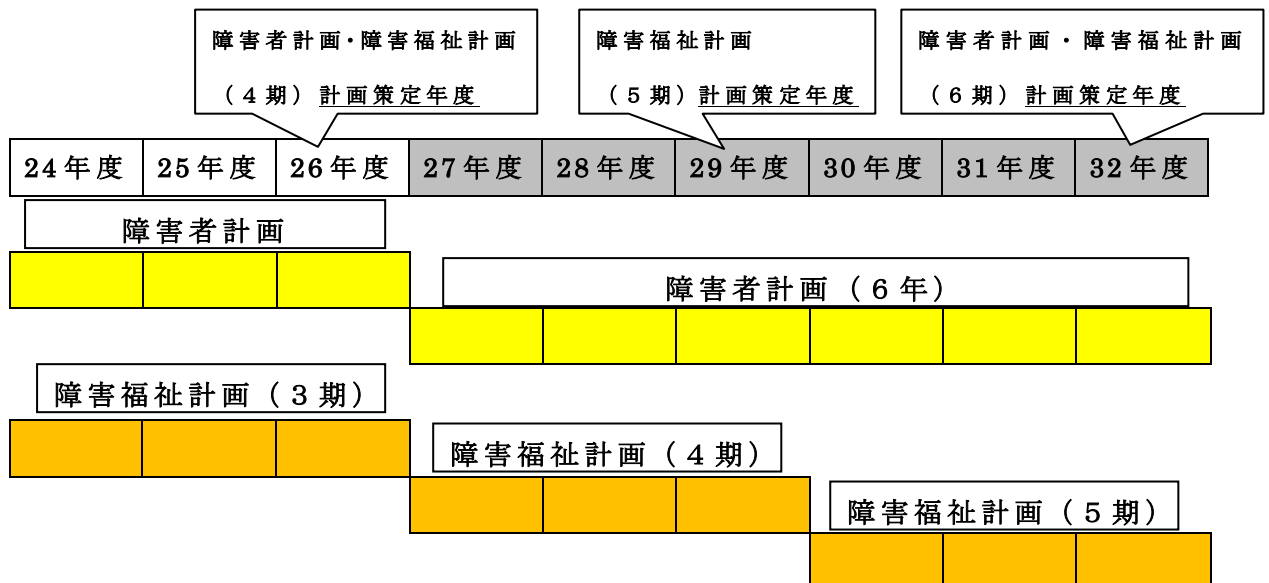 障害者計画・障害福祉計画
（４期）計画策定年度
障害福祉計画
（５期）計画策定年度
障害者計画・障害福祉計画
（６期）計画策定年度
24年度 25年度 26年度 27年度 28年度 29年度 30年度 31年度 32年度
障害者計画
障害者計画（６年）
障害福祉計画（３期）
障害福祉計画（４期）
障害福祉計画（５期）